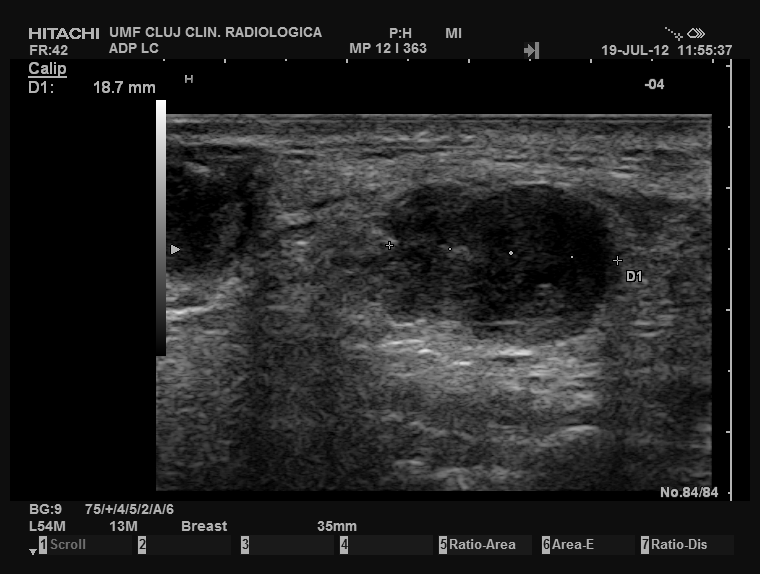 HITACHI UMF CLUJ CLIN. RADIOLOGICA P:H MI
FR:42 ADP LC MP 12 I 363 19-JUL-12 11:55:37
Calip
D1: 18.7 mm
H
-04
D1
No.84/84
BG:9 75/+/4/5/2/A/6
L54M 13M Breast 35mm
1 Scroll 2 3 4 5 Ratio-Area 6 Area-E 7 Ratio-Dis